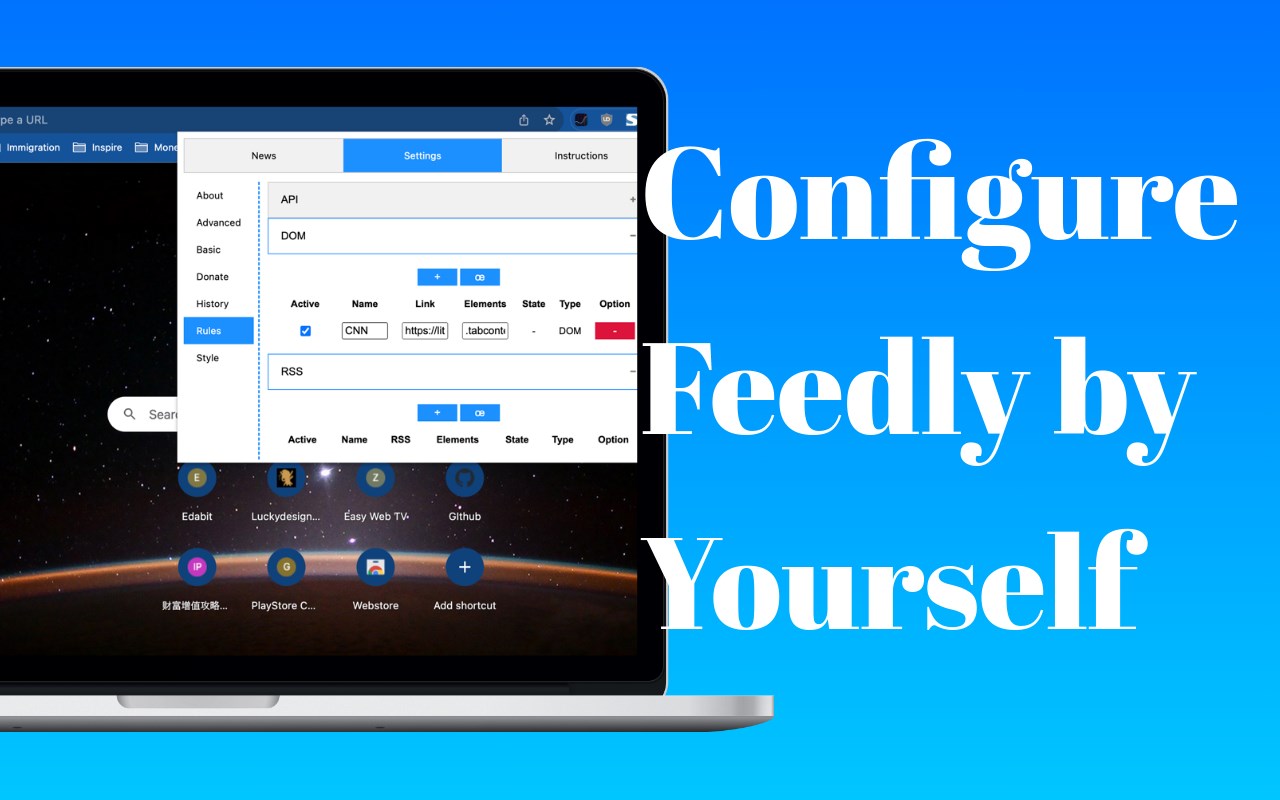 pe a URL
Immigration Inspire Mone
News Settings Instructions
About
Advanced
Basic
Donate
History
Rules
Style
API +
DOM -
+ œ
Active Name Link Elements State Type Option
CNN https://lit .tabconte - DOM -
RSS -
+ œ
Active Name RSS Elements State Type Option
Sear
E Z
Edabit Luckydesign... Easy Web TV Github
IP G +
财富增值攻略... PlayStore C... Webstore Add shortcut
Configure
Feedly by
Yourself